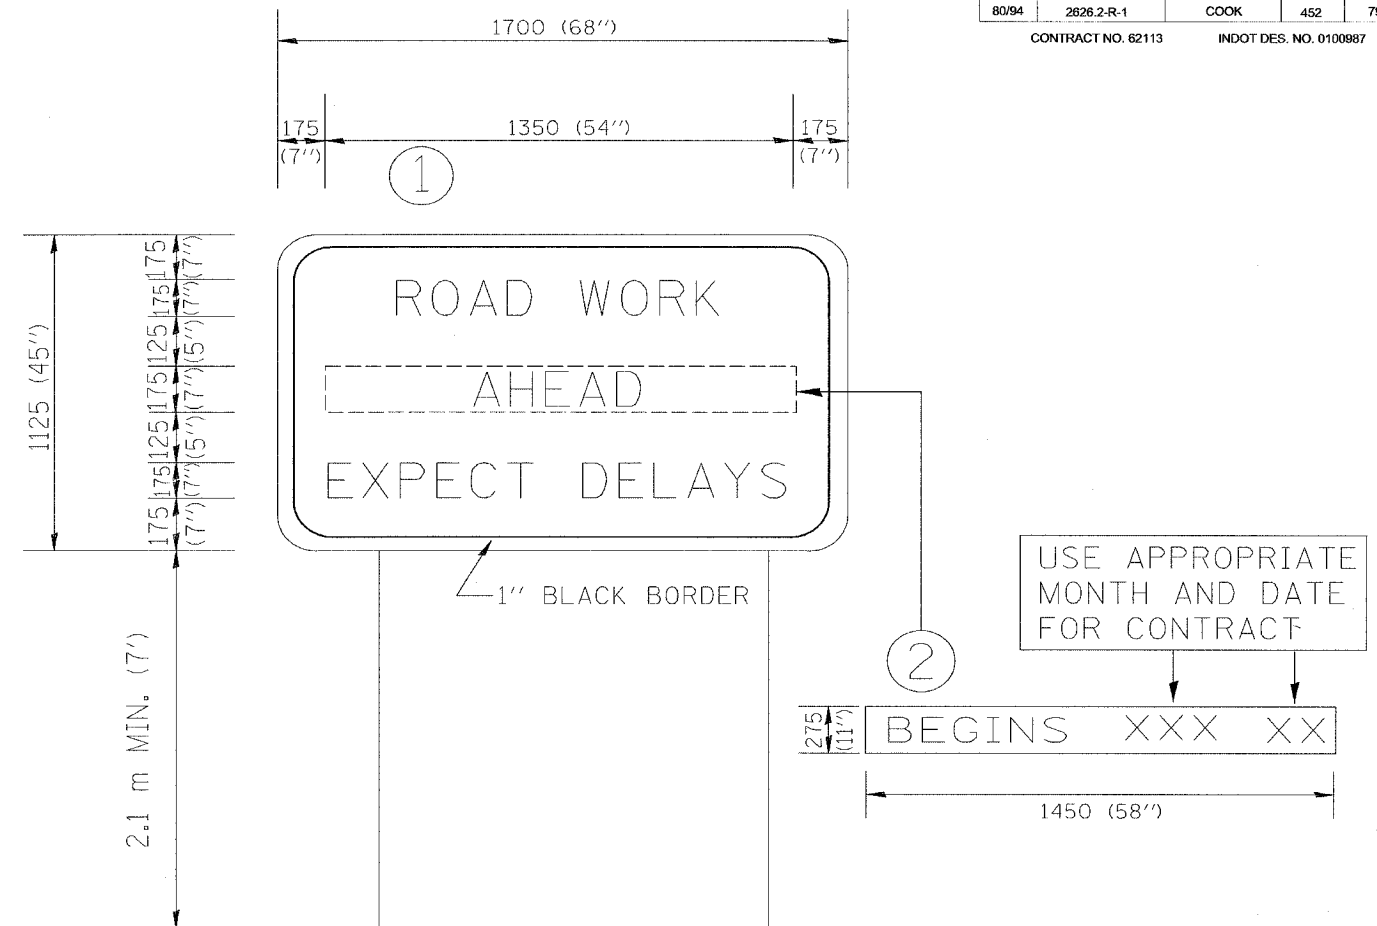 80/94 2626.2-R-1 COOK 452
CONTRACT NO. 62113 INDOT DES. NO. 0100987
1700 (68'')
175 1350 (54'') 175
(7'') (7'')
1
1125 (45'')
175 (7'')
175 (7'')
125 (5'')
175 (7'')
125 (5'')
175 (7'')
175 (7'')
ROAD WORK
AHEAD
EXPECT DELAYS
1'' BLACK BORDER
2.1 m MIN. (7')
USE APPROPRIATE
MONTH AND DATE
FOR CONTRACT
2
275 (11'')
BEGINS XXX XX
1450 (58'')